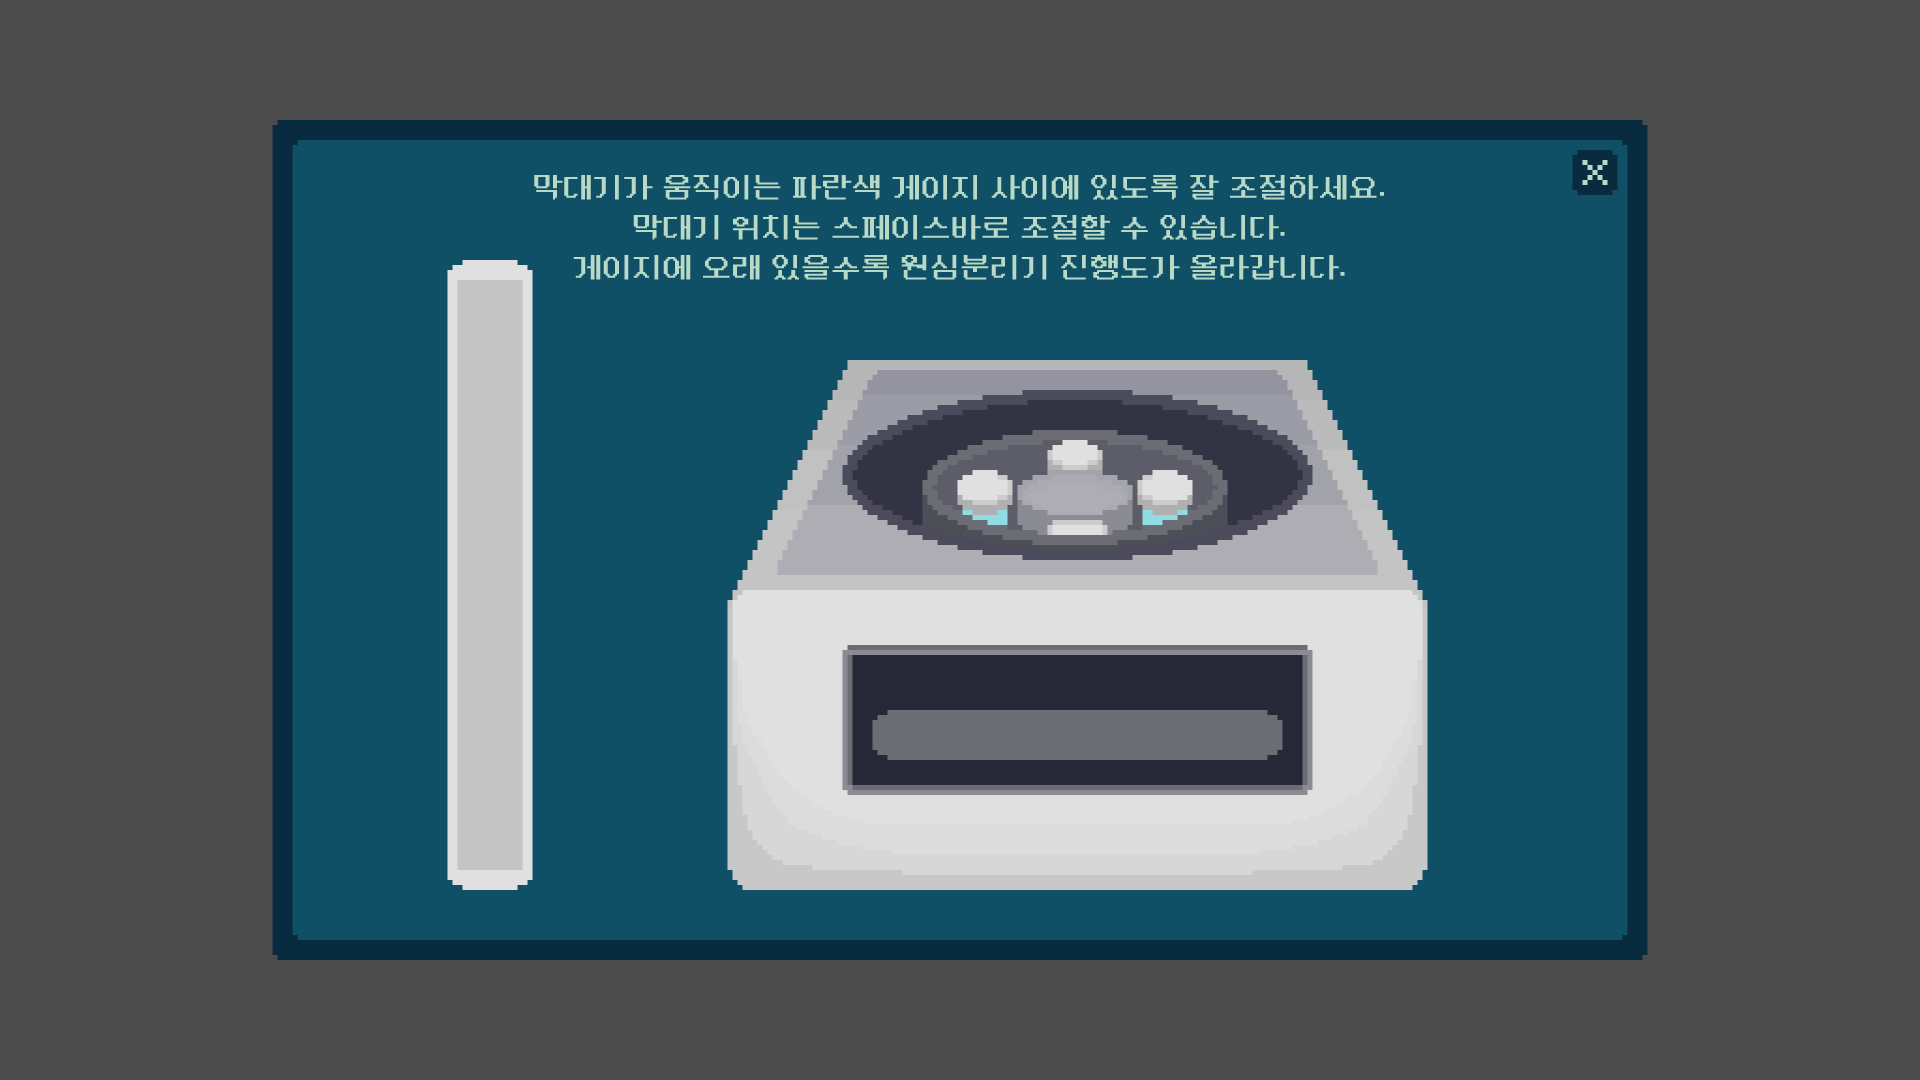 막대기가 움직이는 파란색 게이지 사이에 있도록 잘 조절하세요.
막대기 위치는 스페이스바로 조절할 수 있습니다.
게이지에 오래 있을수록 원심분리기 진행도가 올라갑니다.
X